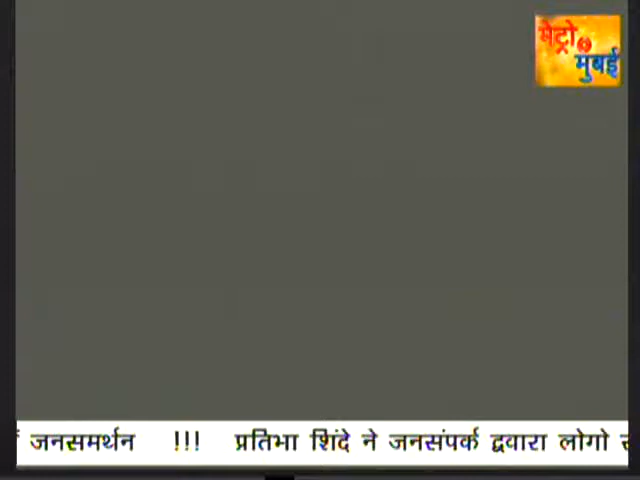 मेट्रो
मुंबई
जनसमर्थन !!! प्रतिभा शिंदे ने जनसंपर्क द्वारा लोगो